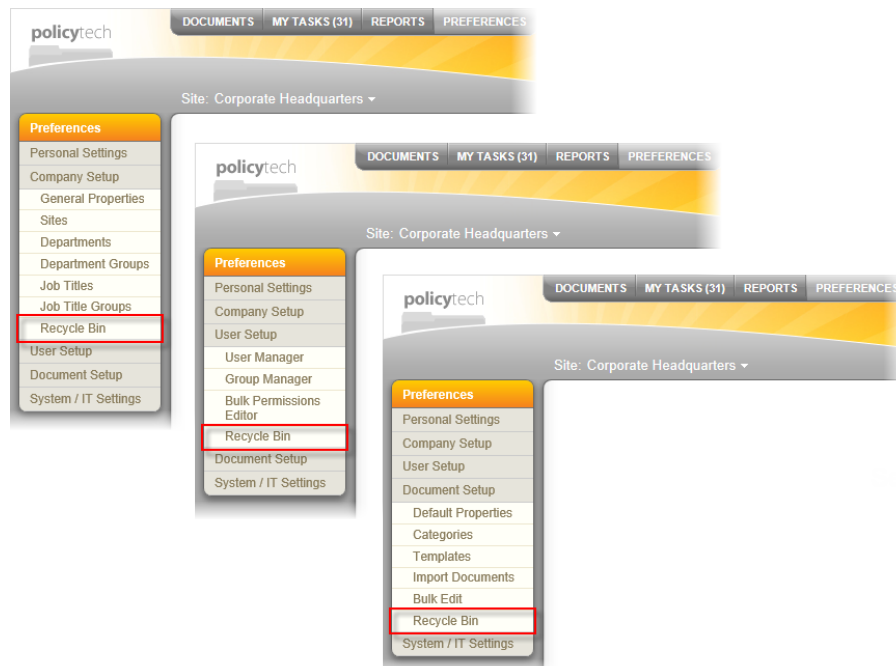 policytech
DOCUMENTS MY TASKS (31) REPORTS PREFERENCES
Site: Corporate Headquarters
Preferences
Personal Settings
Company Setup
General Properties
Sites
Departments
Department Groups
Job Titles
Job Title Groups
Recycle Bin
User Setup
Document Setup
System / IT Settings
policytech
DOCUMENTS MY TASKS (31) REPORTS PREFERENCES
Site: Corporate Headquarters
Preferences
Personal Settings
Company Setup
User Setup
User Manager
Group Manager
Bulk Permissions
Editor
Recycle Bin
Document Setup
System / IT Settings
policytech
DOCUMENTS MY TASKS (31) REPORTS PREFERENCES
Site: Corporate Headquarters
Preferences
Personal Settings
Company Setup
User Setup
Document Setup
Default Properties
Categories
Templates
Import Documents
Bulk Edit
Recycle Bin
System / IT Settings